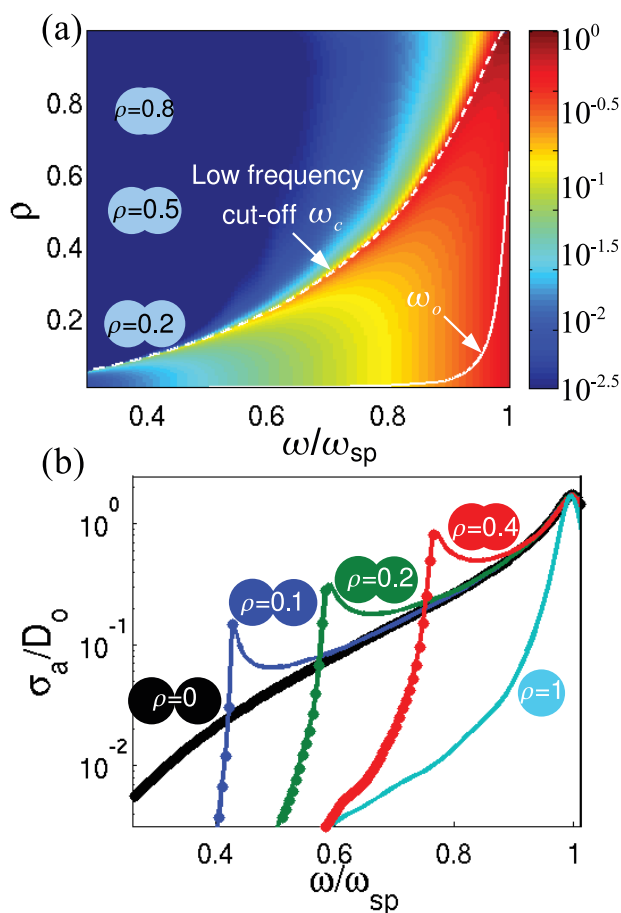 (a)
10^0
0.8
ρ=0.8
10^-0.5
ρ
0.6
Low frequency
cut-off ω_c
10^-1
ρ=0.5
0.4
10^-1.5
ω_o
0.2
ρ=0.2
10^-2
10^-2.5
0.4 0.6 0.8 1
ω/ω_sp
(b)
10^0
ρ=0.4
ρ=0.2
ρ=0.1
10^-1
σ_a/D_o
ρ=0
ρ=1
10^-2
0.4 0.6 0.8 1
ω/ω_sp